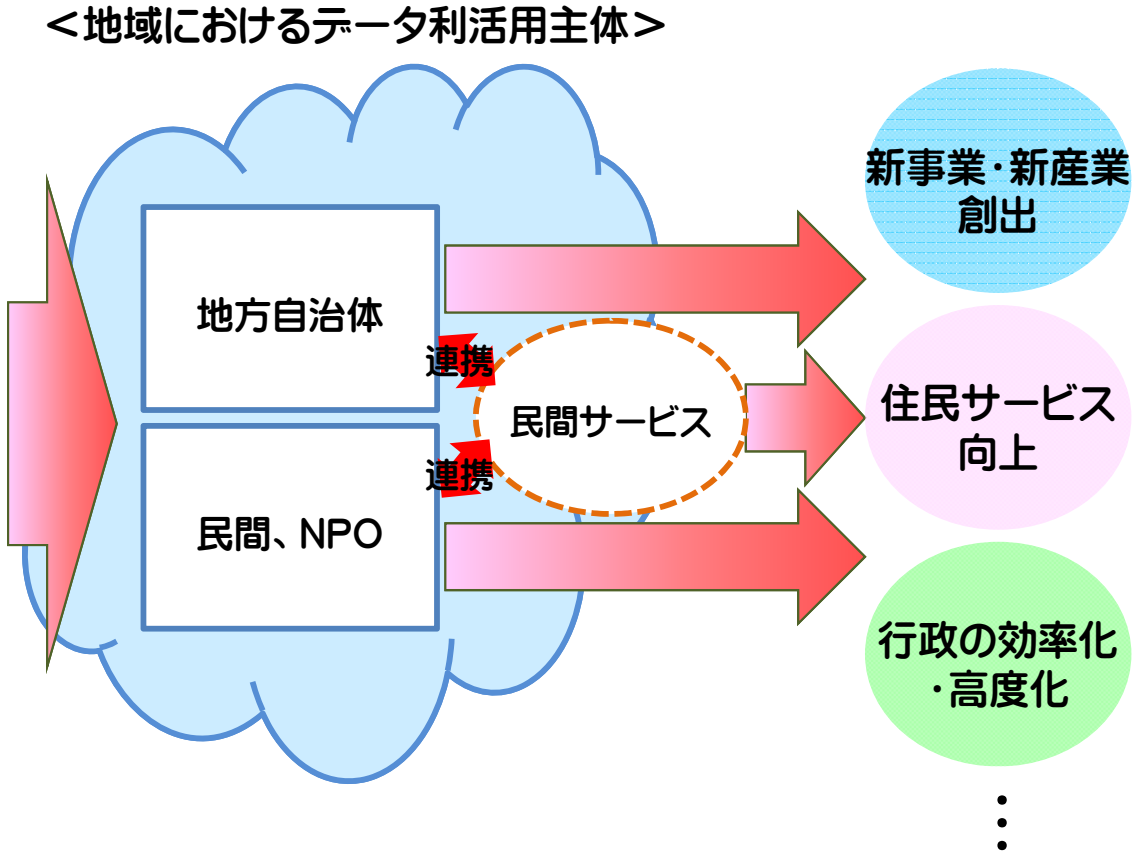 ＜地域におけるデータ利活用主体＞
地方自治体
連携
民間サービス
連携
民間、NPO
新事業・新産業
創出
住民サービス
向上
行政の効率化
・高度化